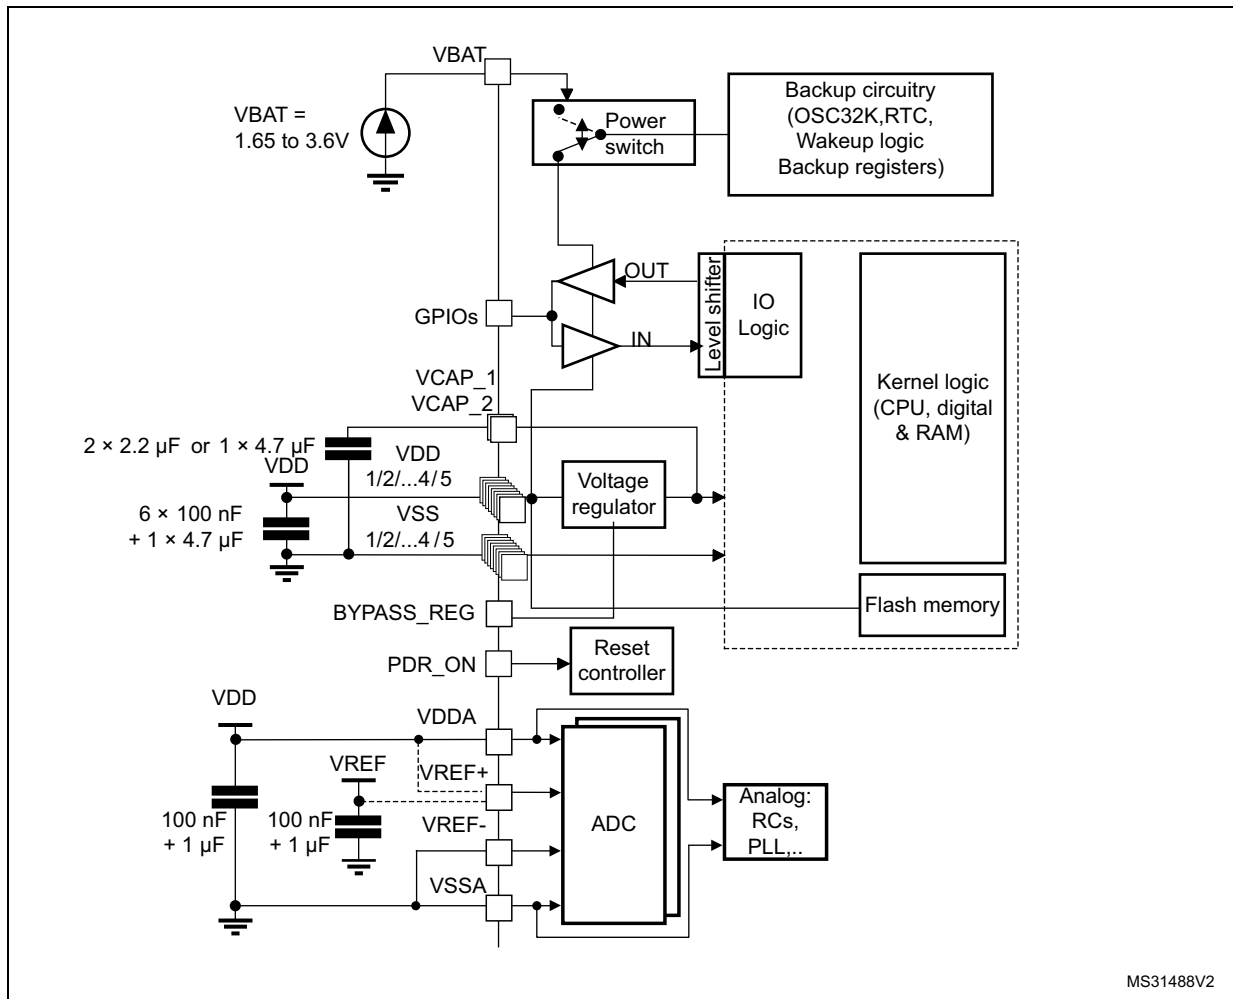 VBAT
VBAT =
1.65 to 3.6V
Power
switch
Backup circuitry
(OSC32K,RTC,
Wakeup logic
Backup registers)
OUT
GPIOs
IN
Level shifter
IO
Logic
Kernel logic
(CPU, digital
& RAM)
VCAP_1
VCAP_2
2 × 2.2 µF or 1 × 4.7 µF
VDD
VDD
1/2/...4/5
Voltage
regulator
6 × 100 nF
+ 1 × 4.7 µF
VSS
1/2/...4/5
BYPASS_REG
Flash memory
PDR_ON
Reset
controller
VDD
VDDA
VREF
VREF+
100 nF
+ 1 µF
100 nF
+ 1 µF
VREF-
ADC
Analog:
RCs,
PLL,..
VSSA
MS31488V2